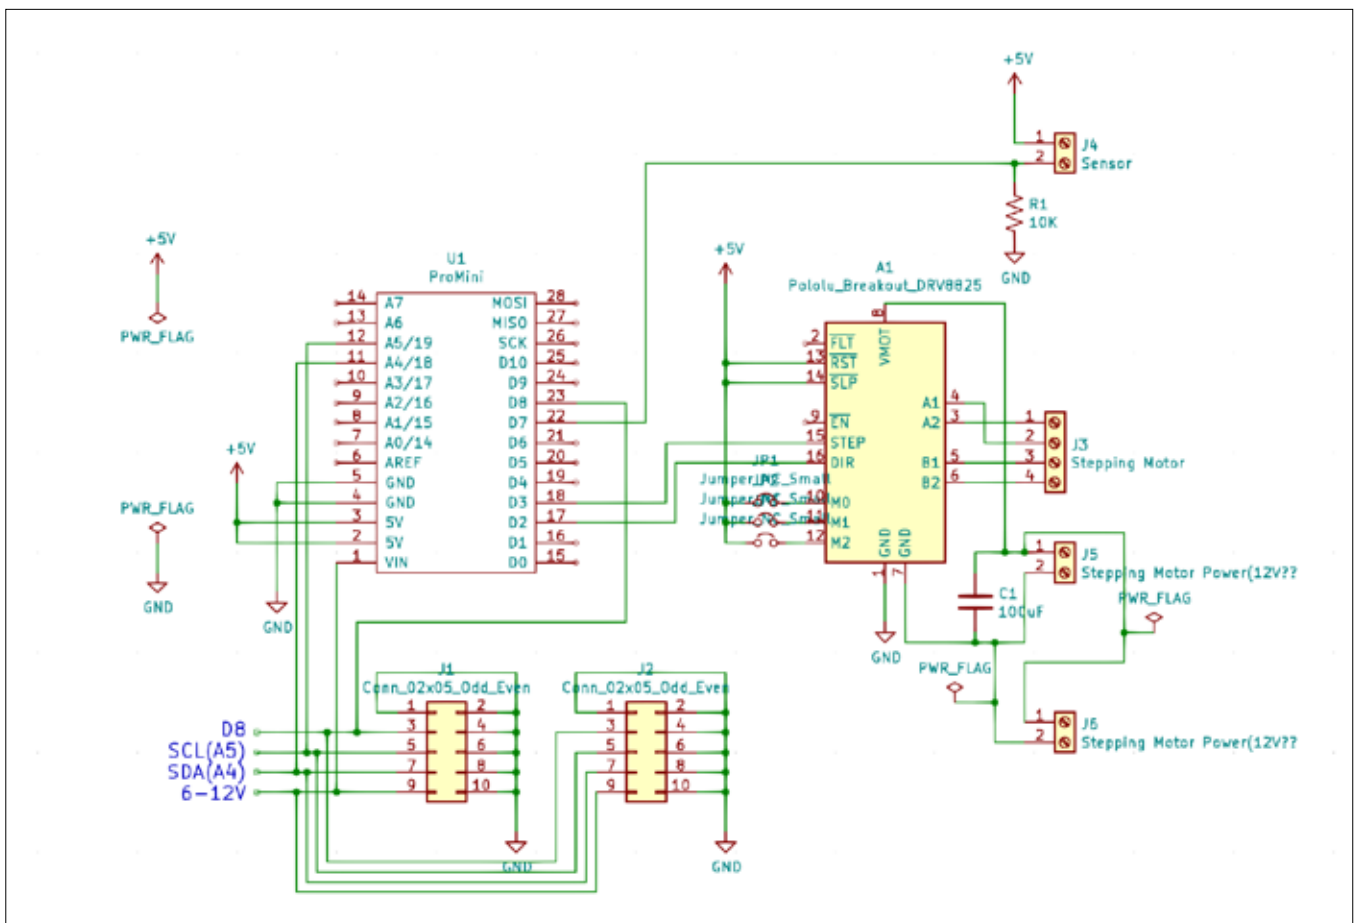 +5V
1
J4
2
Sensor
R1
10K
GND
+5V
PWR_FLAG
U1
ProMini
14 A7 MOSI 28
13 A6 MISO 27
12 A5/19 SCK 26
11 A4/18 D10 25
10 A3/17 D9 24
9 A2/16 D8 23
8 A1/15 D7 22
7 A0/14 D6 21
6 AREF D5 20
5 GND D4 19
4 GND D3 18
3 5V D2 17
2 5V D1 16
1 VIN D0 15
+5V
GND
PWR_FLAG
GND
+5V
A1
Pololu_Breakout_DRV8825
8
VMOT
2 FLT
13 RST
14 SLP
9 EN
15 STEP
16 DIR
10 M0
11 M1
12 M2
A1 4
A2 3
B1 5
B2 6
GND GND
1 7
GND
JP1
Jumper_NC_Small
Jumper_NC_Small
Jumper_NC_Small
1
2
3
4
J3
Stepping Motor
1
2
J5
Stepping Motor Power(12V??
C1
100uF
PWR_FLAG
PWR_FLAG
1
2
J6
Stepping Motor Power(12V??
J1
Conn_02x05_Odd_Even
1 2
3 4
5 6
7 8
9 10
GND
J2
Conn_02x05_Odd_Even
1 2
3 4
5 6
7 8
9 10
GND
D8
SCL(A5)
SDA(A4)
6-12V